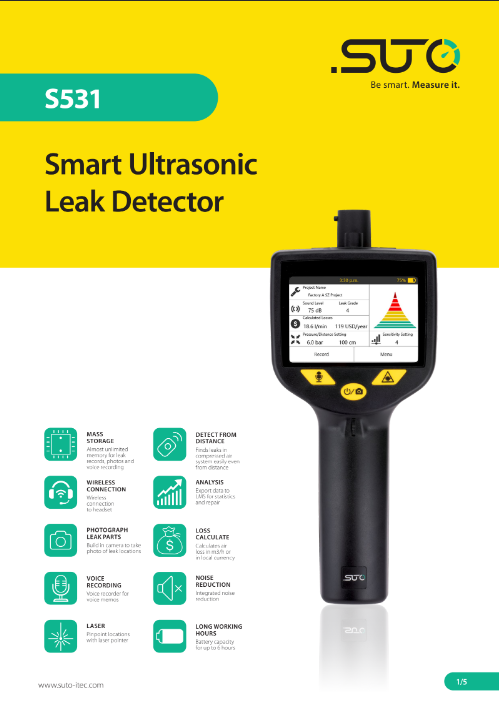 .SUTO
Be smart. Measure it.
S531
Smart Ultrasonic
Leak Detector
75%
Project Name
Factory A SZ Project
Sound Level
Leak Grade
75 dB
4
Calculated Losses
$
10.6 l/min
119 USD/year
Pressure/Distance Setting
Sensitivity Setting
6.0 bar
100 cm
4
Record
Menu
SUTO
MASS
STORAGE
Almost unlimited
memory for leak
records, photos and
voice recording
DETECT FROM
DISTANCE
Finds leaks in
compressed air
system easily even
from distance
WIRELESS
CONNECTION
Wireless
connection
to headset
ANALYSIS
Export data to
LMS for statistics
and repair
PHOTOGRAPH
LEAK PARTS
Build in camera to take
photo of leak locations
LOSS
CALCULATE
Calculates air
loss in m3/h or
in local currency
VOICE
RECORDING
Voice recorder for
voice memos
NOISE
REDUCTION
Integrated noise
reduction
LASER
Pinpoint locations
with laser pointer
LONG WORKING
HOURS
Battery capacity
for up to 6 hours
www.suto-itec.com
1/5